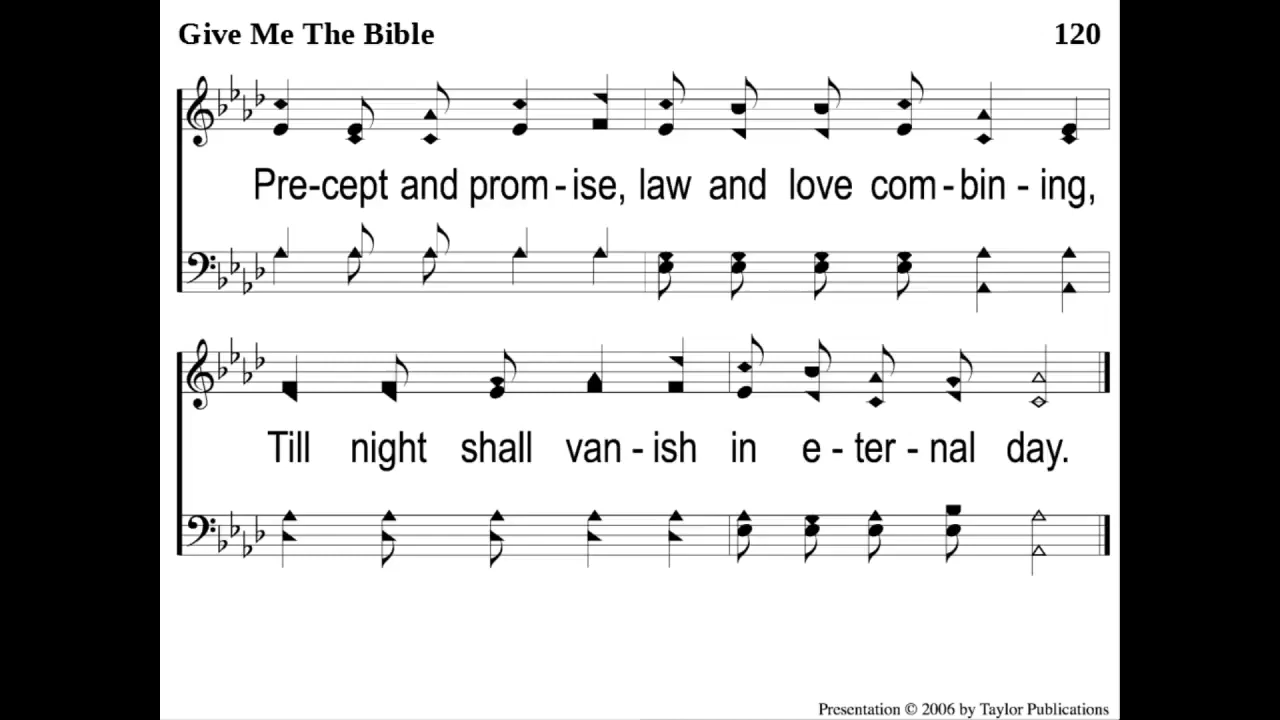 Give Me The Bible 120
Pre-cept and prom-ise, law and love com-bin - ing,
Till night shall van - ish in e - ter - nal day.
Presentation © 2006 by Taylor Publications